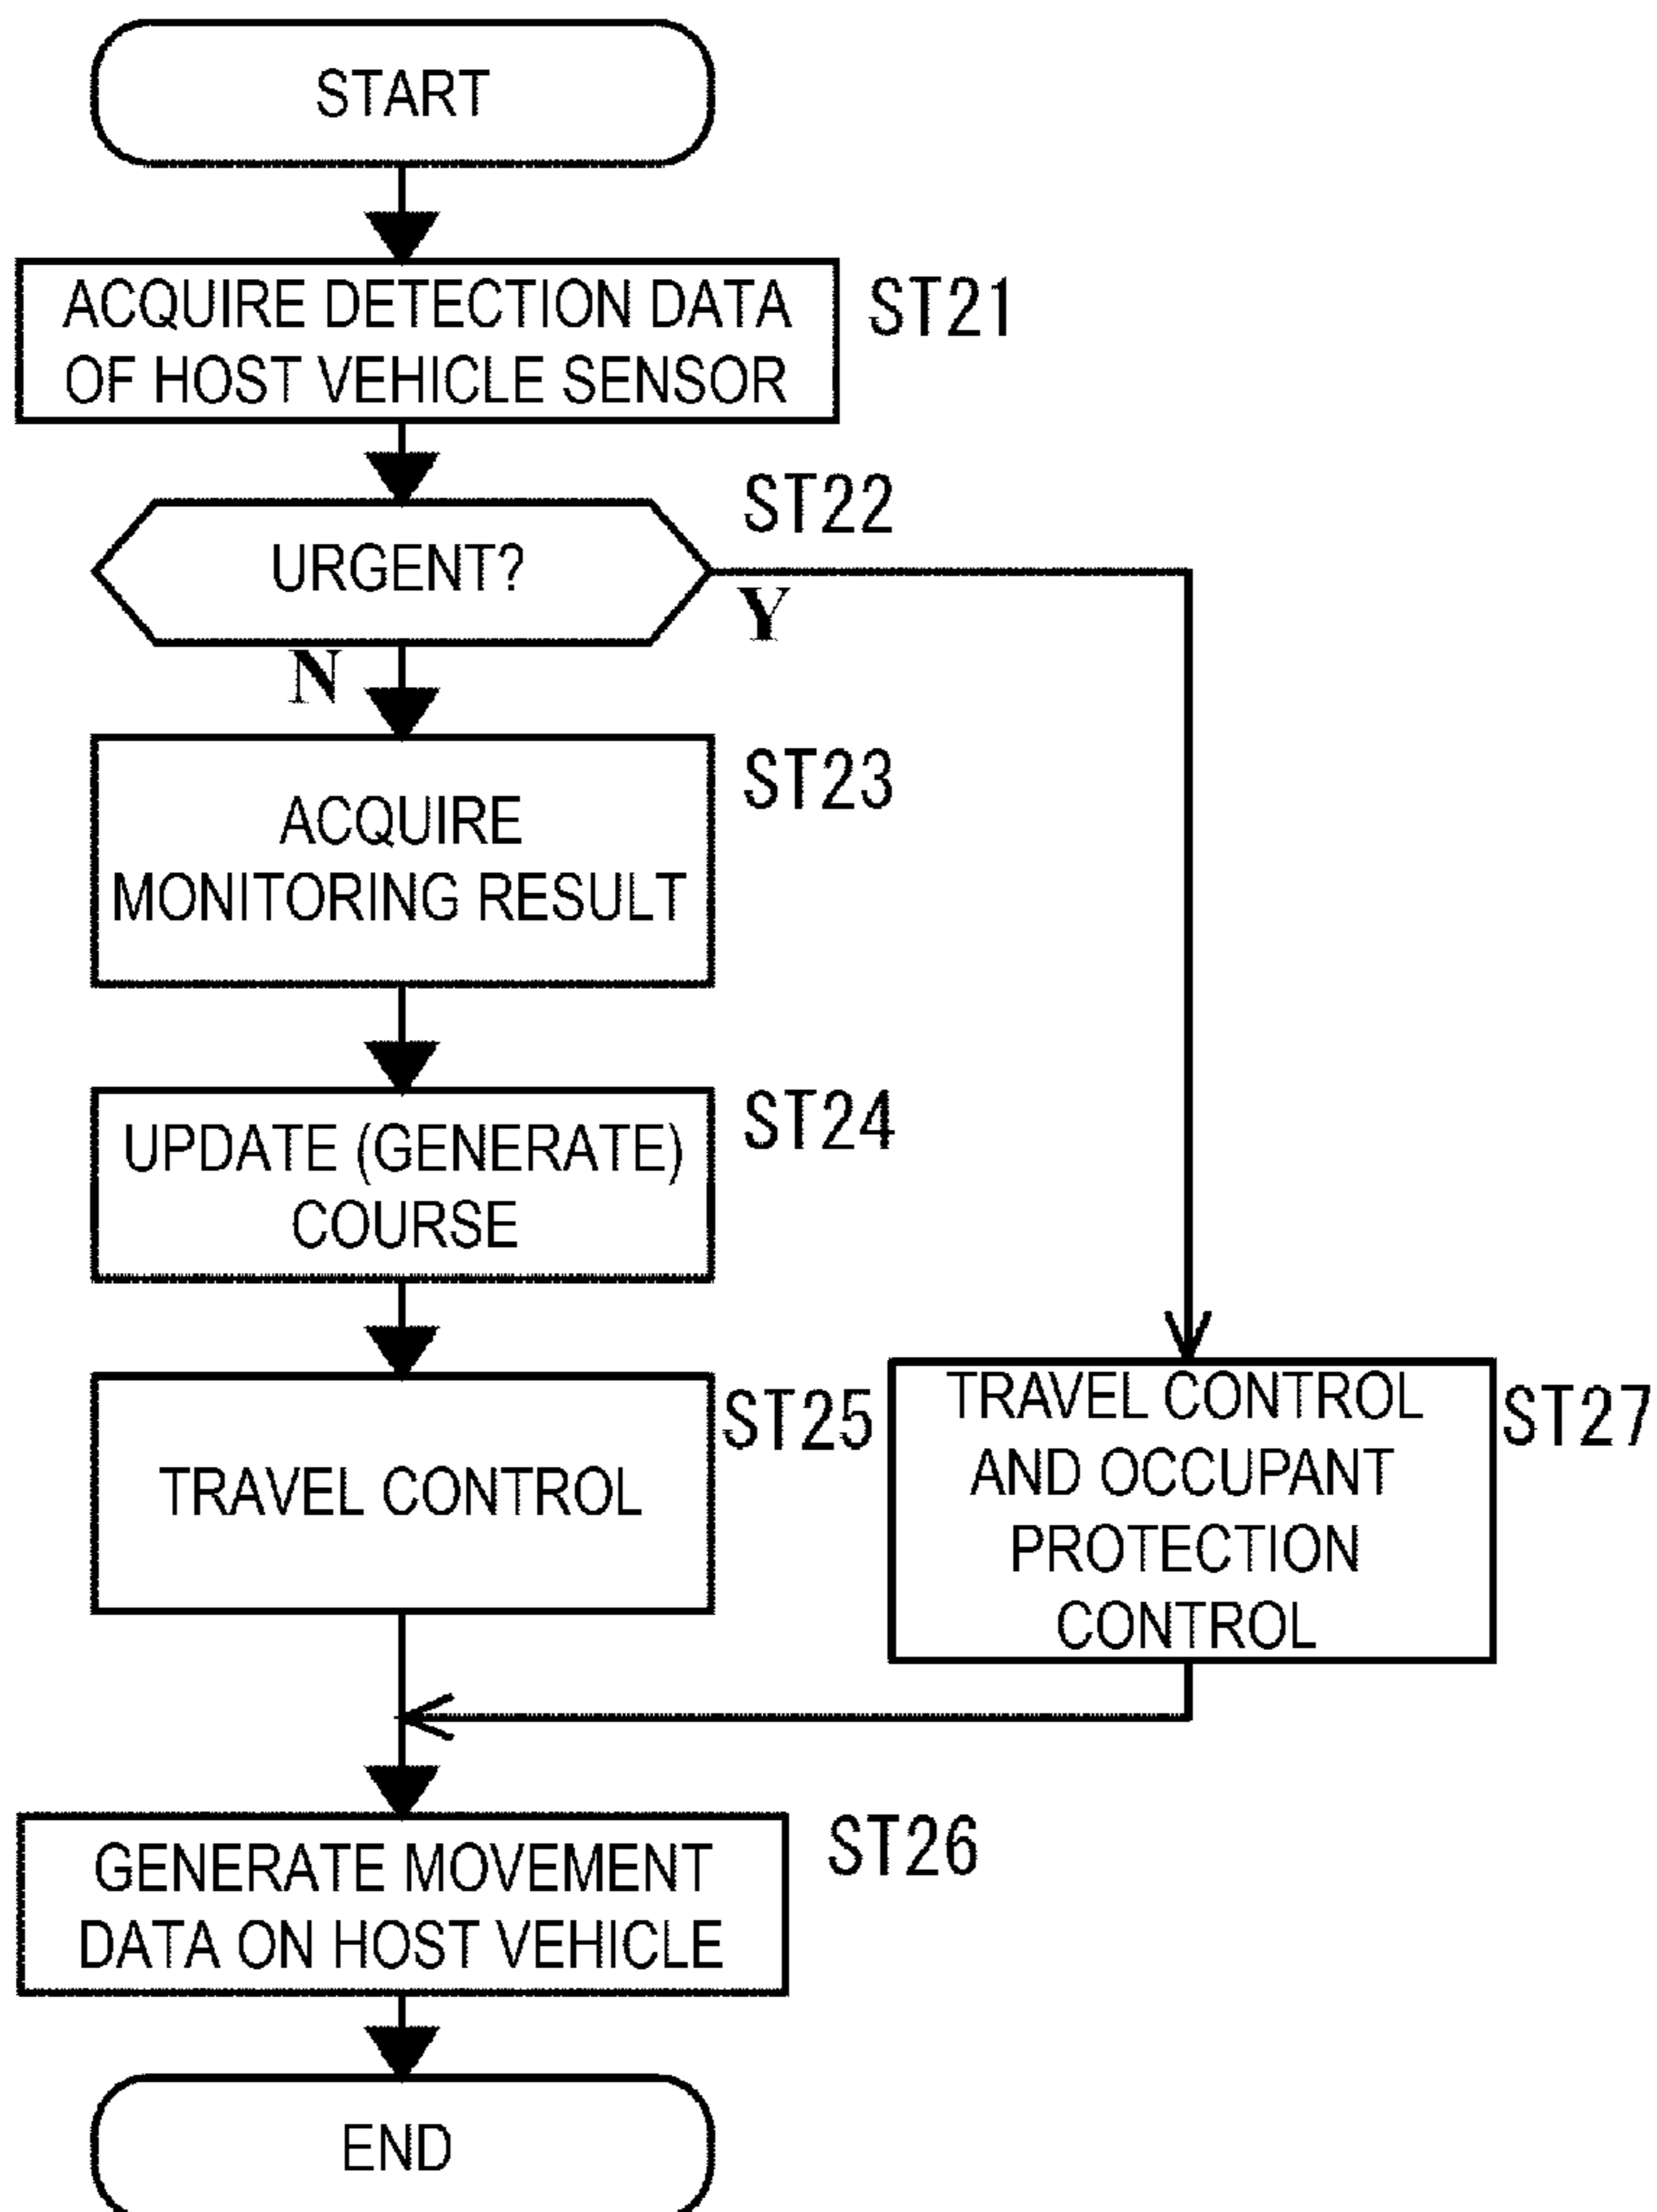 START
ACQUIRE DETECTION DATA
OF HOST VEHICLE SENSOR
ST21
URGENT?
ST22
Y
N
ACQUIRE
MONITORING RESULT
ST23
UPDATE (GENERATE)
COURSE
ST24
TRAVEL CONTROL
ST25
TRAVEL CONTROL
AND OCCUPANT
PROTECTION
CONTROL
ST27
GENERATE MOVEMENT
DATA ON HOST VEHICLE
ST26
END